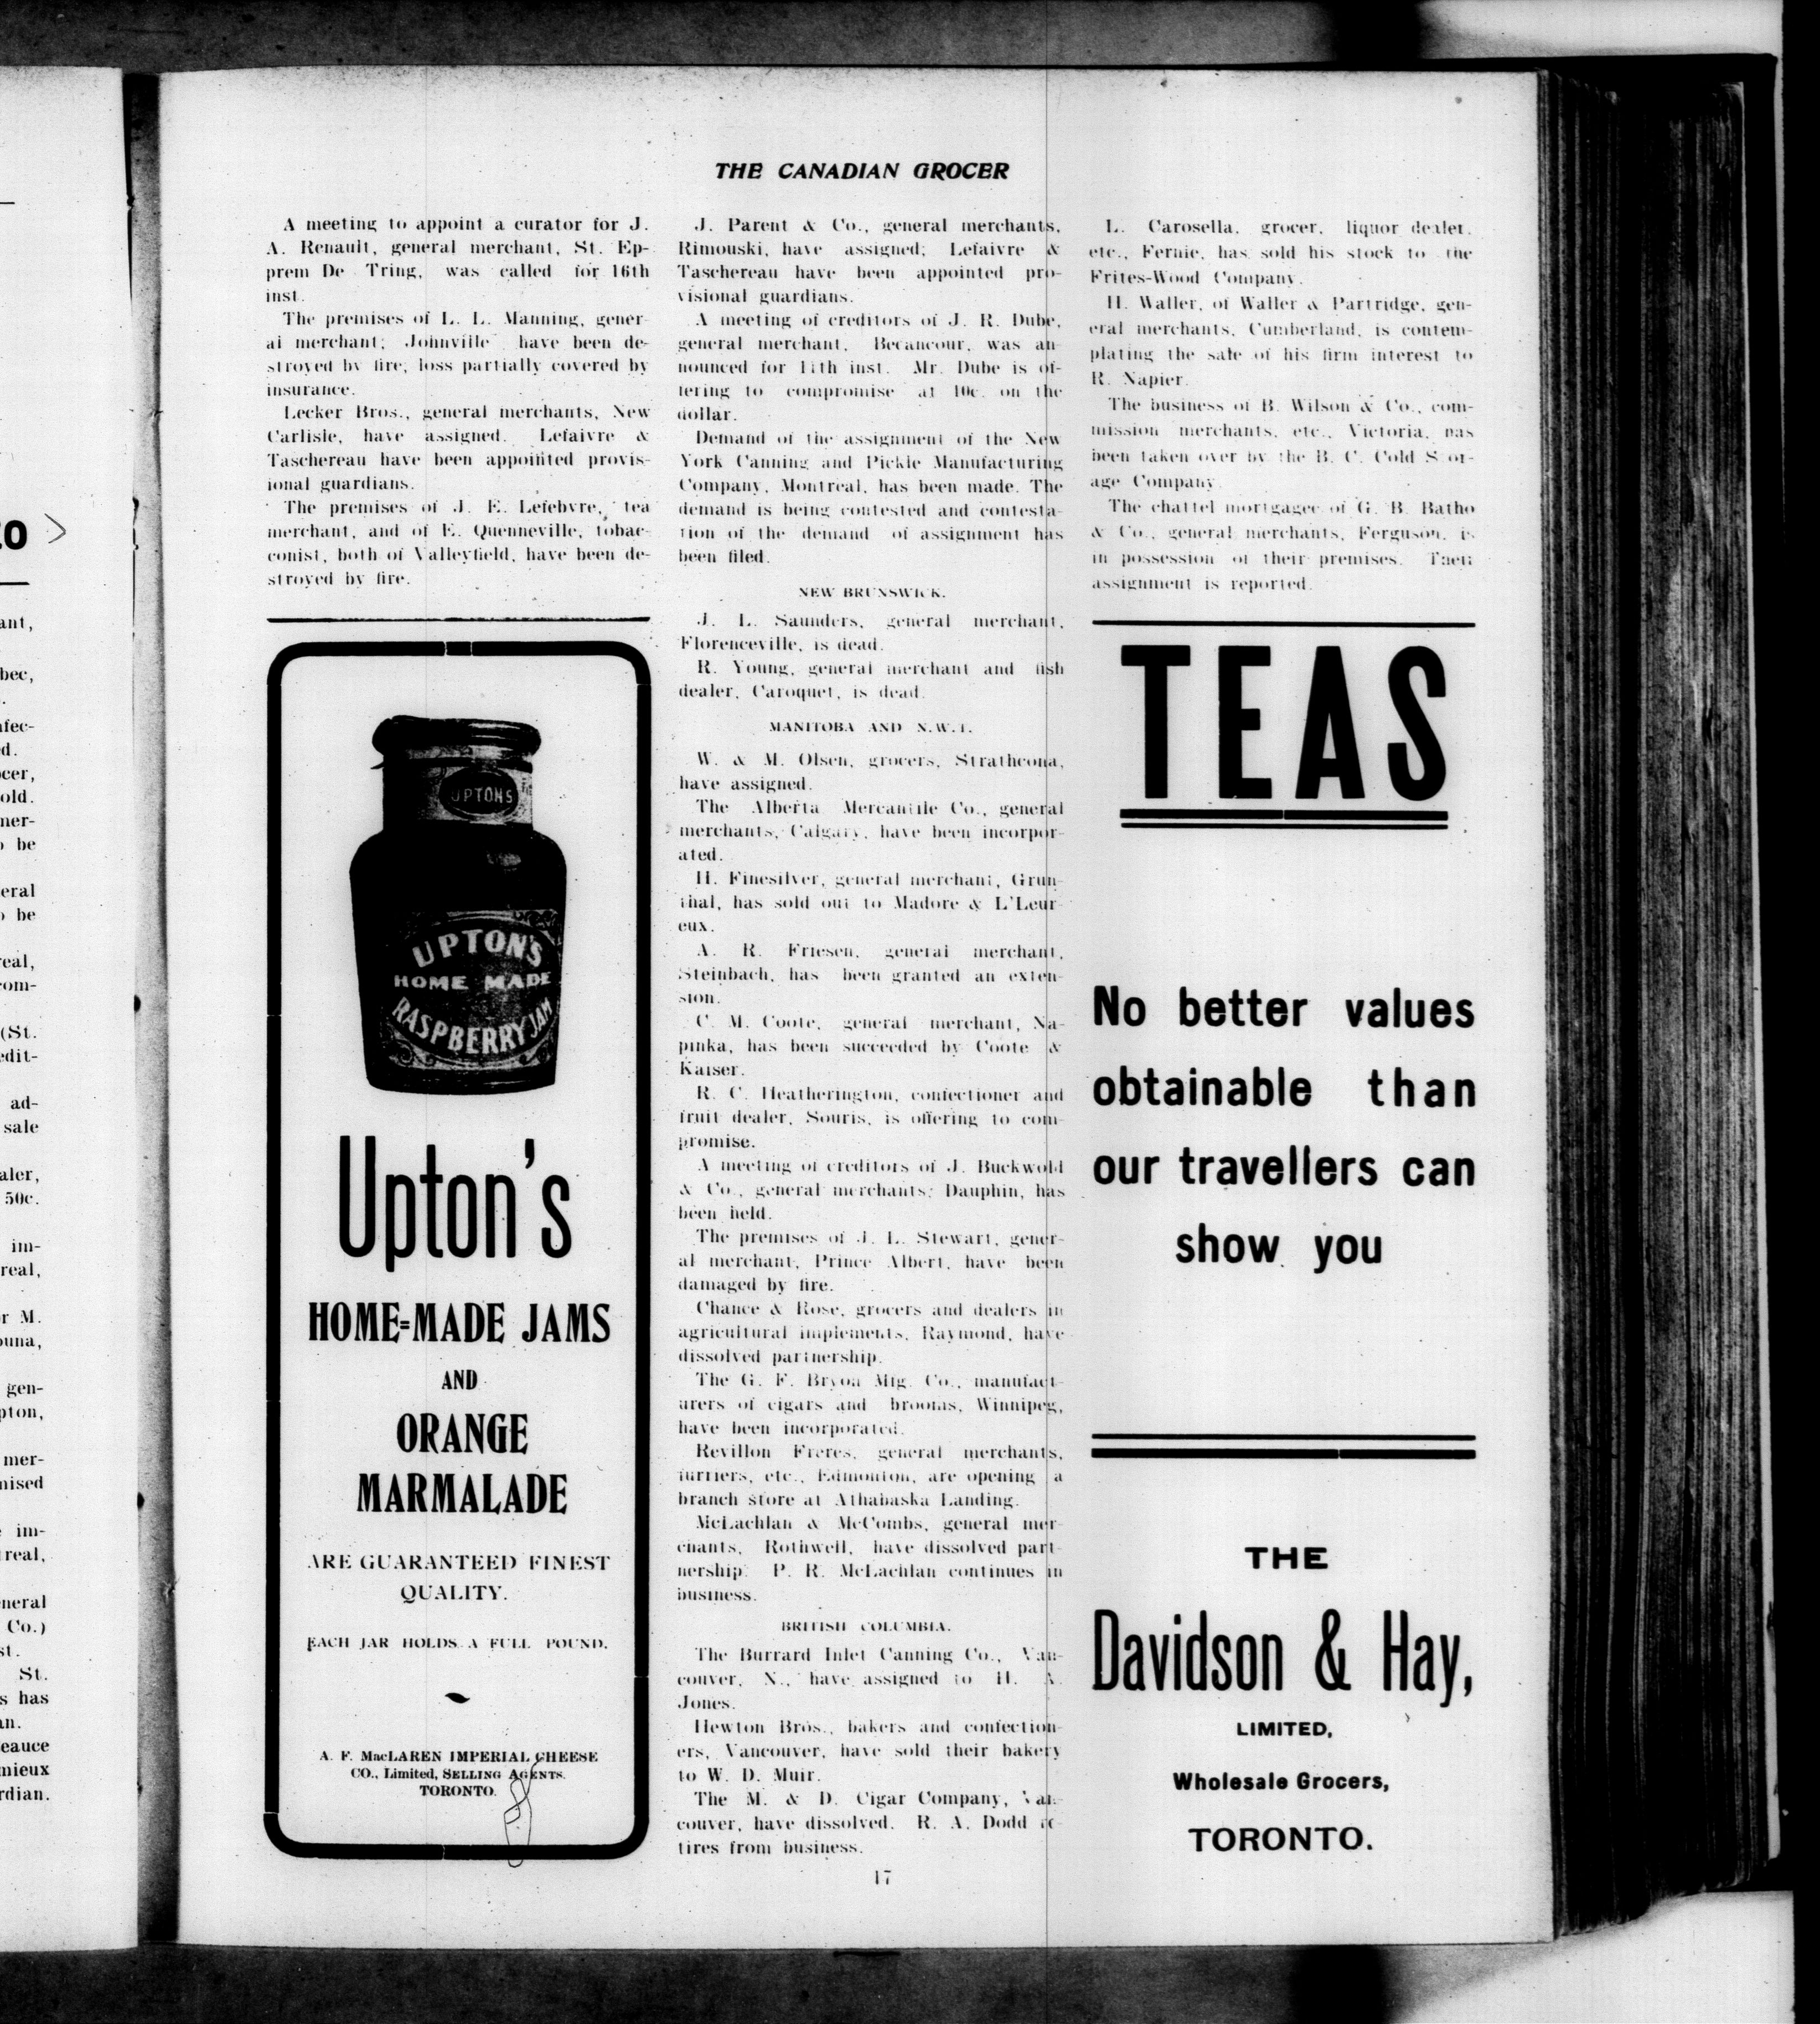 THE CANADIAN GROCER
A meeting to appoint a curator for J.
A. Renault, general merchant, St. Ep-
prem De Tring, was called for 16th
inst.
The premises of L. L. Manning, gener-
al merchant, Johnville have been de-
stroyed by fire, loss partially covered by
insurance.
Lecker Bros., general merchants, New
Carlisle, have assigned. Lefaivre &
Taschereau have been appointed provis-
ional guardians.
The premises of J. E. Lefebvre, tea
merchant, and of E. Quenneville, tobac-
conist, both of Valleyfield, have been de-
stroyed by fire.
UPTONS
UPTON'S
HOME MADE
RASPBERRY JAM
Upton's
HOME-MADE JAMS
AND
ORANGE
MARMALADE
ARE GUARANTEED FINEST
QUALITY.
EACH JAR HOLDS A FULL POUND.
A. F. MacLAREN IMPERIAL CHEESE
CO., Limited, SELLING AGENTS.
TORONTO.
J. Parent & Co., general merchants,
Rimouski, have assigned; Lefaivre &
Taschereau have been appointed pro-
visional guardians.
A meeting of creditors of J. R. Dube,
general merchant, Becancour, was an-
nounced for 11th inst. Mr. Dube is of-
fering to compromise at 10c. on the
dollar.
Demand of the assignment of the New
York Canning and Pickle Manufacturing
Company, Montreal, has been made. The
demand is being contested and contesta-
tion of the demand of assignment has
been filed.
NEW BRUNSWICK.
J. L. Saunders, general merchant,
Florenceville, is dead.
R. Young, general merchant and fish
dealer, Caroquet, is dead.
MANITOBA AND N.W.T.
W. & M. Olsen, grocers, Strathcona,
have assigned.
The Alberta Mercantile Co., general
merchants, Calgary, have been incorpor-
ated.
H. Finesilver, general merchant, Grun-
thal, has sold out to Madore & L'Leur-
eux.
A. R. Friesen, general merchant,
Steinbach, has been granted an exten-
sion.
C. M. Coote, general merchant, Na-
pinka, has been succeeded by Coote &
Kaiser.
R. C. Heatherington, confectioner and
fruit dealer, Souris, is offering to com-
promise.
A meeting of creditors of J. Buckwold
& Co., general merchants, Dauphin, has
been held.
The premises of J. L. Stewart, gener-
al merchant, Prince Albert, have been
damaged by fire.
Chance & Rose, grocers and dealers in
agricultural implements, Raymond, have
dissolved partnership.
The G. F. Bryon Mfg. Co., manufact-
urers of cigars and brooms, Winnipeg,
have been incorporated.
Revillon Freres, general merchants,
furriers, etc., Edmonton, are opening a
branch store at Athabaska Landing.
McLachlan & McCombs, general mer-
chants, Rothwell, have dissolved part-
nership. P. R. McLachlan continues in
business.
BRITISH COLUMBIA.
The Burrard Inlet Canning Co., Van-
couver, N., have assigned to H. A.
Jones.
Hewton Bros., bakers and confection-
ers, Vancouver, have sold their bakery
to W. D. Muir.
The M. & D. Cigar Company, Van-
couver, have dissolved. R. A. Dodd re-
tires from business.
L. Carosella, grocer, liquor dealer,
etc., Fernie, has sold his stock to the
Frites-Wood Company.
H. Waller, of Waller & Partridge, gen-
eral merchants, Cumberland, is contem-
plating the sale of his firm interest to
R. Napier.
The business of B. Wilson & Co., com-
mission merchants, etc., Victoria, has
been taken over by the B. C. Cold Stor-
age Company.
The chattel mortgagee of G. B. Batho
& Co., general merchants, Ferguson, is
in possession of their premises. Their
assignment is reported.
TEAS
No better values
obtainable than
our travellers can
show you
THE
Davidson & Hay,
LIMITED,
Wholesale Grocers,
TORONTO.
17